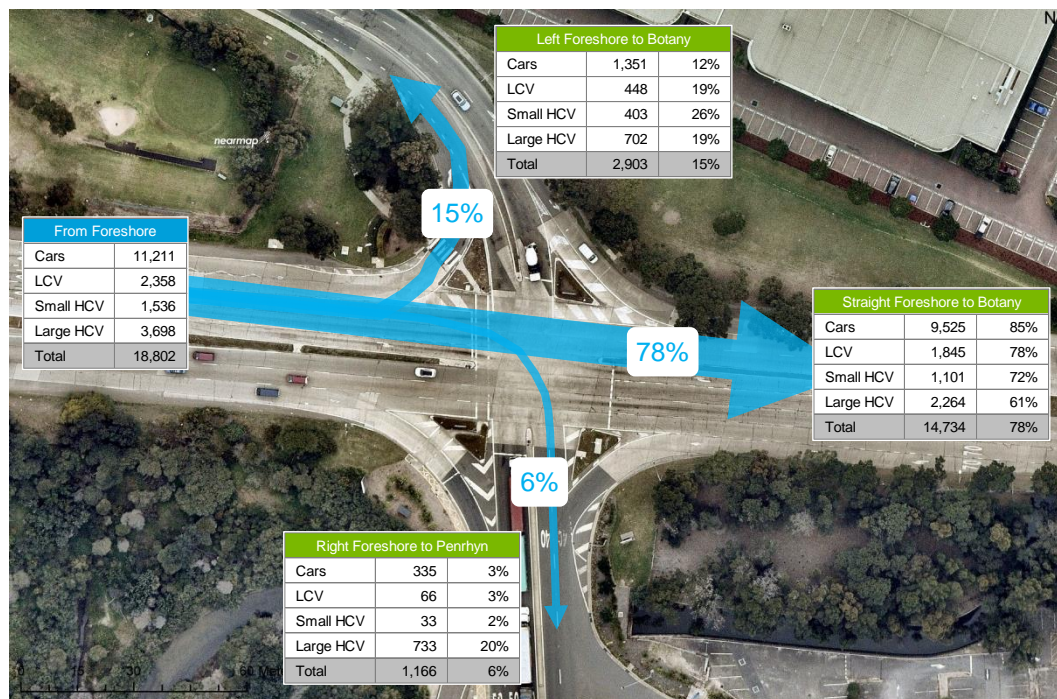 N
Left Foreshore to Botany
Cars 1,351 12%
LCV 448 19%
Small HCV 403 26%
Large HCV 702 19%
Total 2,903 15%
nearmap
15%
From Foreshore
Cars 11,211
LCV 2,358
Small HCV 1,536
Large HCV 3,698
Total 18,802
78%
Straight Foreshore to Botany
Cars 9,525 85%
LCV 1,845 78%
Small HCV 1,101 72%
Large HCV 2,264 61%
Total 14,734 78%
6%
Right Foreshore to Penrhyn
Cars 335 3%
LCV 66 3%
Small HCV 33 2%
Large HCV 733 20%
Total 1,166 6%
0 15 30 60